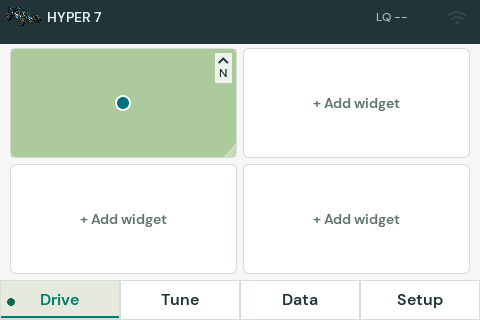 HYPER 7
LQ --
N
+ Add widget
+ Add widget
+ Add widget
Drive
Tune
Data
Setup